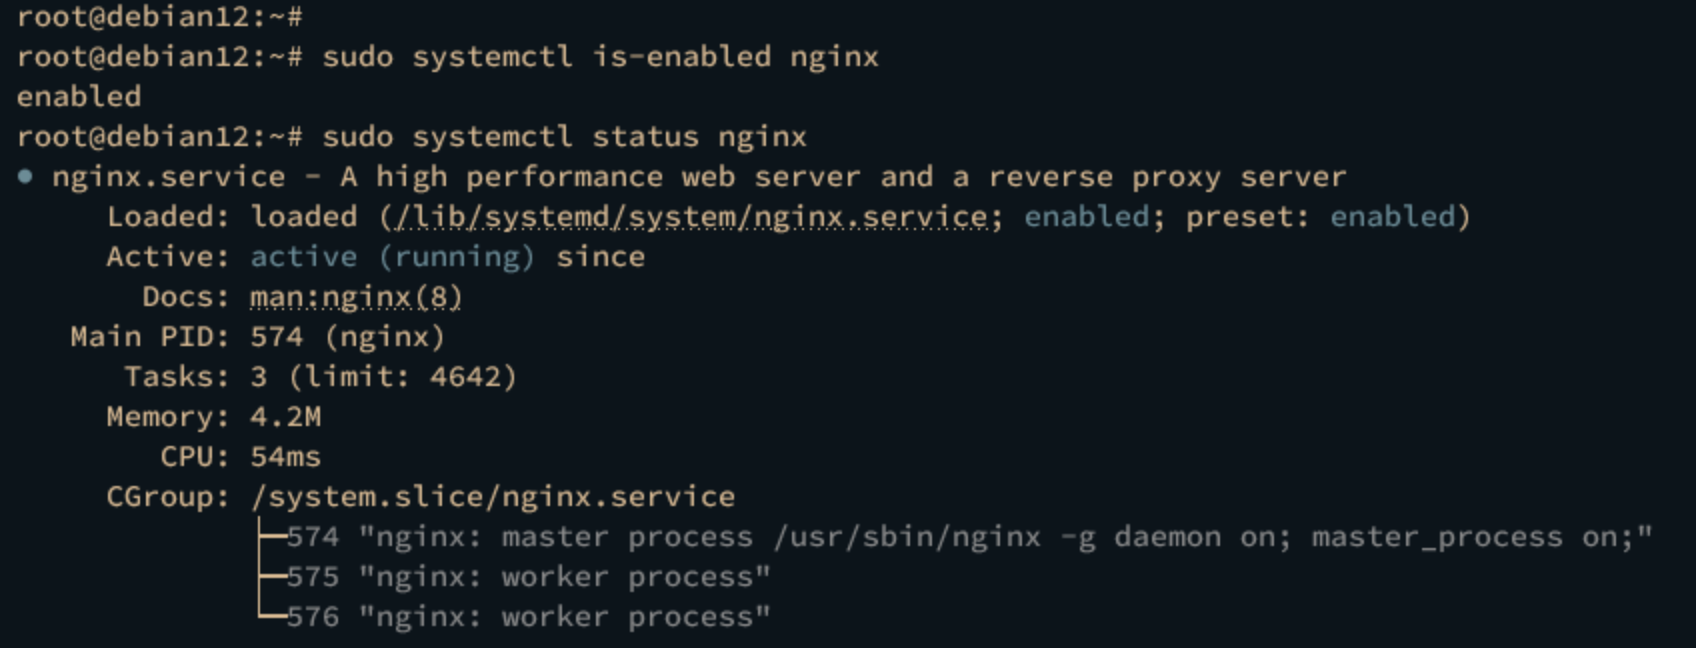 root@debian12:~#
root@debian12:~# sudo systemctl is-enabled nginx
enabled
root@debian12:~# sudo systemctl status nginx
● nginx.service - A high performance web server and a reverse proxy server
     Loaded: loaded (/lib/systemd/system/nginx.service; enabled; preset: enabled)
     Active: active (running) since
       Docs: man:nginx(8)
   Main PID: 574 (nginx)
      Tasks: 3 (limit: 4642)
     Memory: 4.2M
        CPU: 54ms
     CGroup: /system.slice/nginx.service
             ├─574 "nginx: master process /usr/sbin/nginx -g daemon on; master_process on;"
             ├─575 "nginx: worker process"
             └─576 "nginx: worker process"